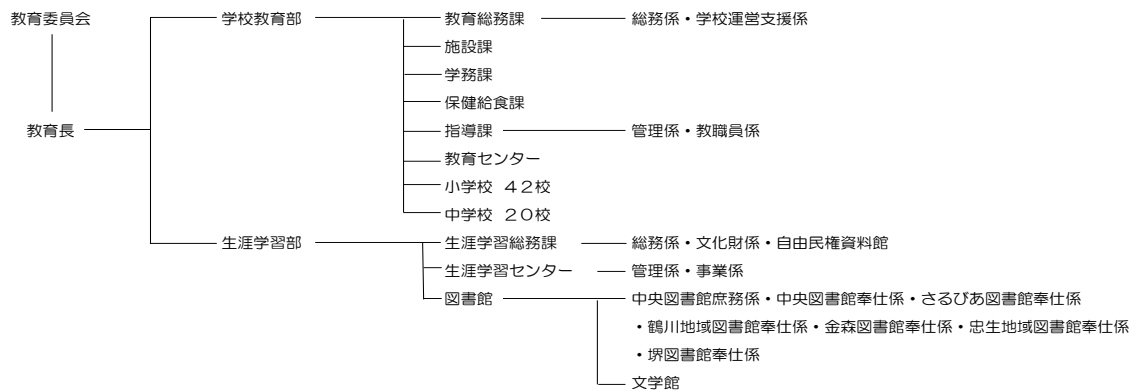 教育委員会
学校教育部
教育総務課
総務係・学校運営支援係
施設課
学務課
保健給食課
教育長
指導課
管理係・教職員係
教育センター
小学校 42校
中学校 20校
生涯学習部
生涯学習総務課
総務係・文化財係・自由民権資料館
生涯学習センター
管理係・事業係
図書館
中央図書館庶務係・中央図書館奉仕係・さるびあ図書館奉仕係
・鶴川地域図書館奉仕係・金森図書館奉仕係・忠生地域図書館奉仕係
・堺図書館奉仕係
文学館